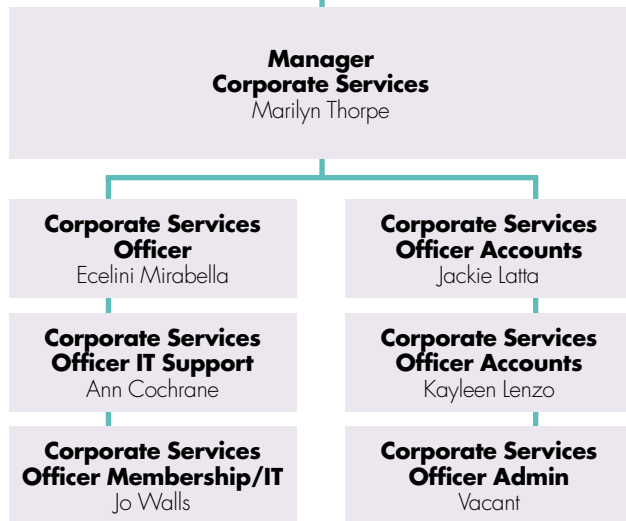 Manager
Corporate Services
Marilyn Thorpe
Corporate Services
Officer
Ecelini Mirabella
Corporate Services
Officer Accounts
Jackie Latta
Corporate Services
Officer IT Support
Ann Cochrane
Corporate Services
Officer Accounts
Kayleen Lenzo
Corporate Services
Officer Membership/IT
Jo Walls
Corporate Services
Officer Admin
Vacant